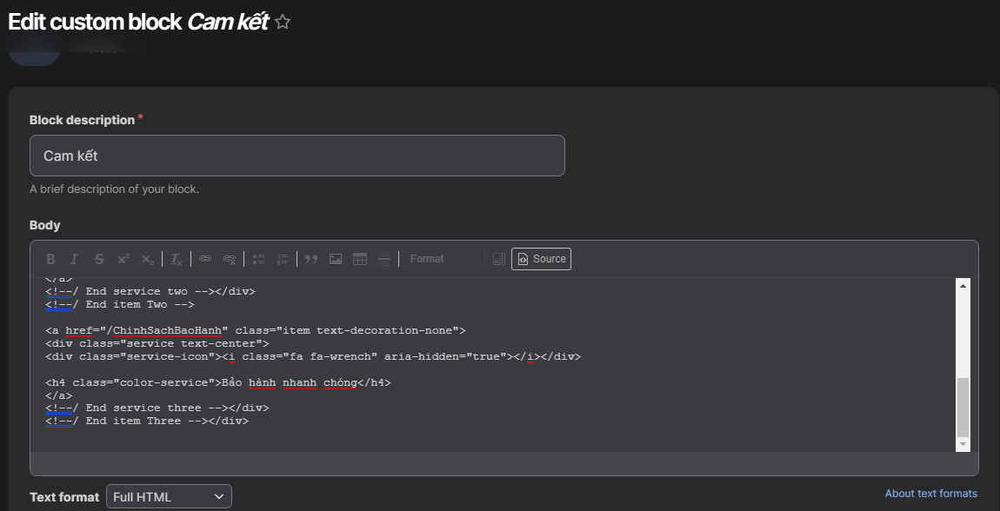 Edit custom block Cam kết
Block description *
Cam kết
A brief description of your block.
Body
B I S x² x₂ Tx Format Source
</a>
<!--/ End service two --></div>
<!--/ End item Two -->
<a href="/ChinhSachBaoHanh" class="item text-decoration-none">
<div class="service text-center">
<div class="service-icon"><i class="fa fa-wrench" aria-hidden="true"></i></div>
<h4 class="color-service">Bảo hành nhanh chóng</h4>
</a>
<!--/ End service three --></div>
<!--/ End item Three --></div>
Text format Full HTML
About text formats